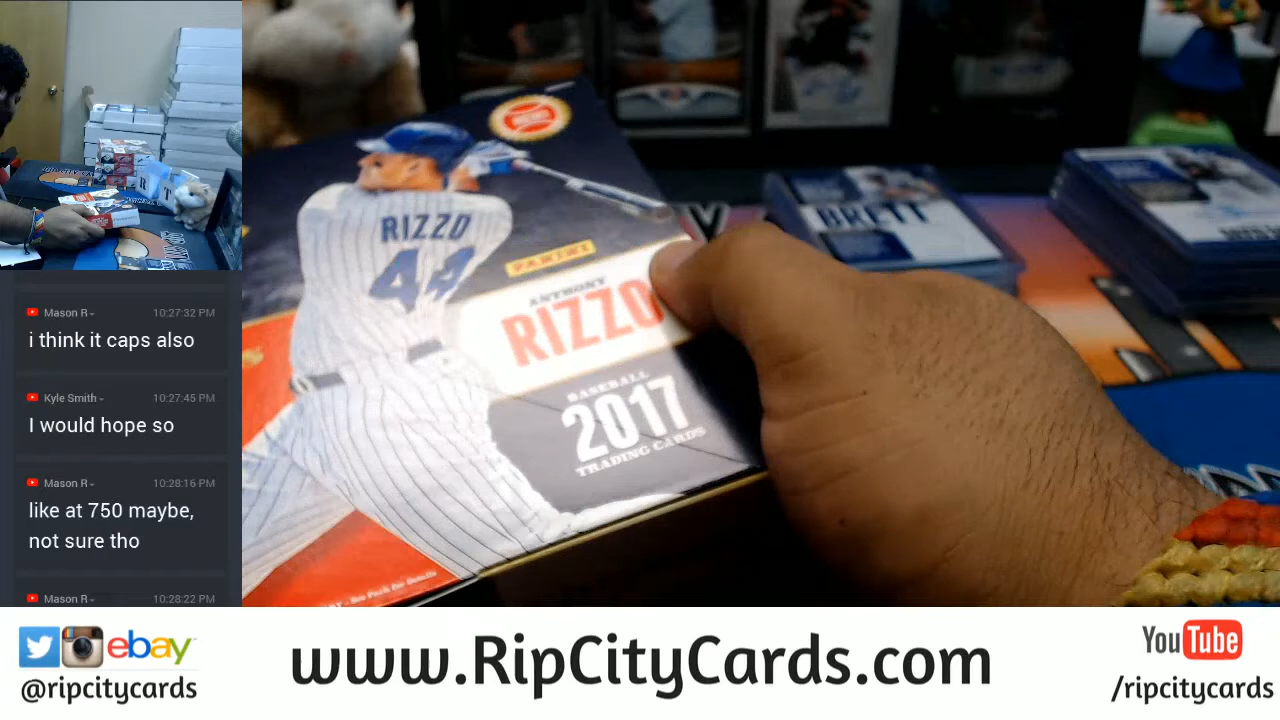 RIZZO
44
PANINI
ANTHONY
RIZZO
BASEBALL
2017
TRADING CARDS
BRETT
Mason R 10:27:32 PM
i think it caps also
Kyle Smith 10:27:45 PM
I would hope so
Mason R 10:28:16 PM
like at 750 maybe,
not sure tho
Mason R 10:28:22 PM
ebay
@ripcitycards
www.RipCityCards.com
YouTube
/ripcitycards